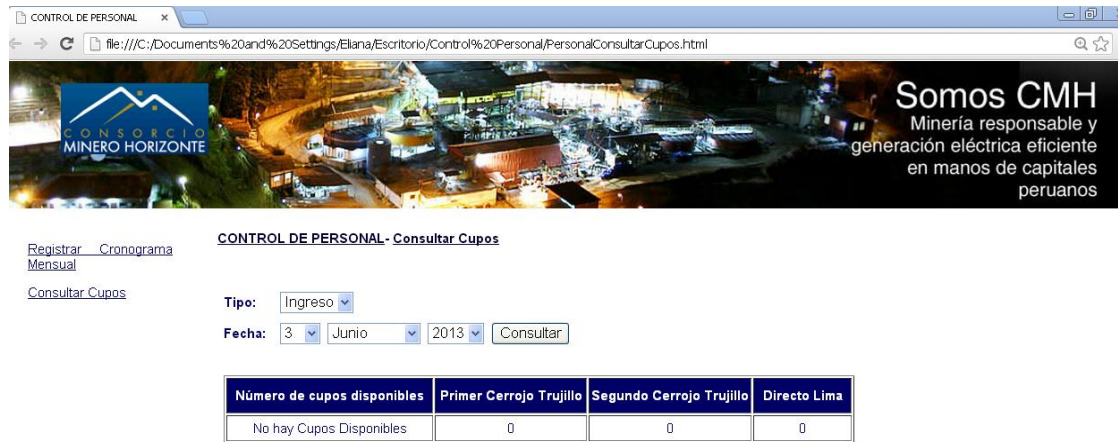 CONTROL DE PERSONAL
file:///C:/Documents%20and%20Settings/Eliana/Escritorio/Control%20Personal/PersonalConsultarCupos.html
CONSORCIO
MINERO HORIZONTE
Somos CMH
Minería responsable y
generación eléctrica eficiente
en manos de capitales
peruanos
Registrar Cronograma
Mensual
Consultar Cupos
CONTROL DE PERSONAL- Consultar Cupos
Tipo: Ingreso
Fecha: 3 Junio 2013 Consultar
Número de cupos disponibles Primer Cerrojo Trujillo Segundo Cerrojo Trujillo Directo Lima
No hay Cupos Disponibles 0 0 0